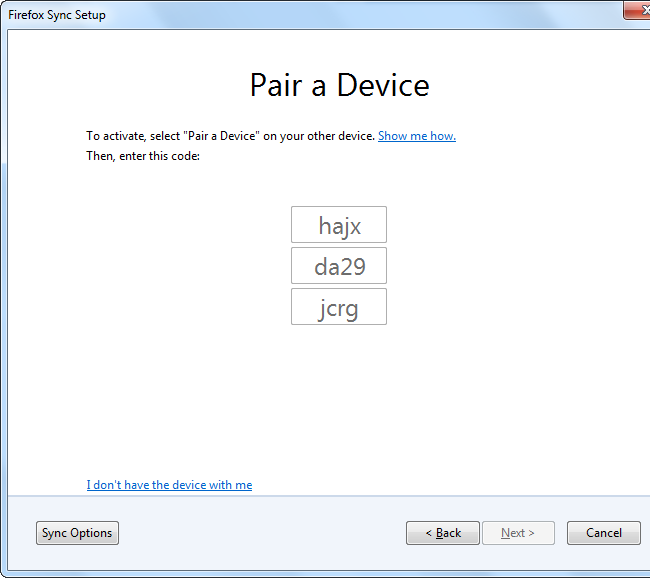 Firefox Sync Setup
Pair a Device
To activate, select "Pair a Device" on your other device. Show me how.
Then, enter this code:
hajx
da29
jcrg
I don't have the device with me
Sync Options
< Back
Next >
Cancel